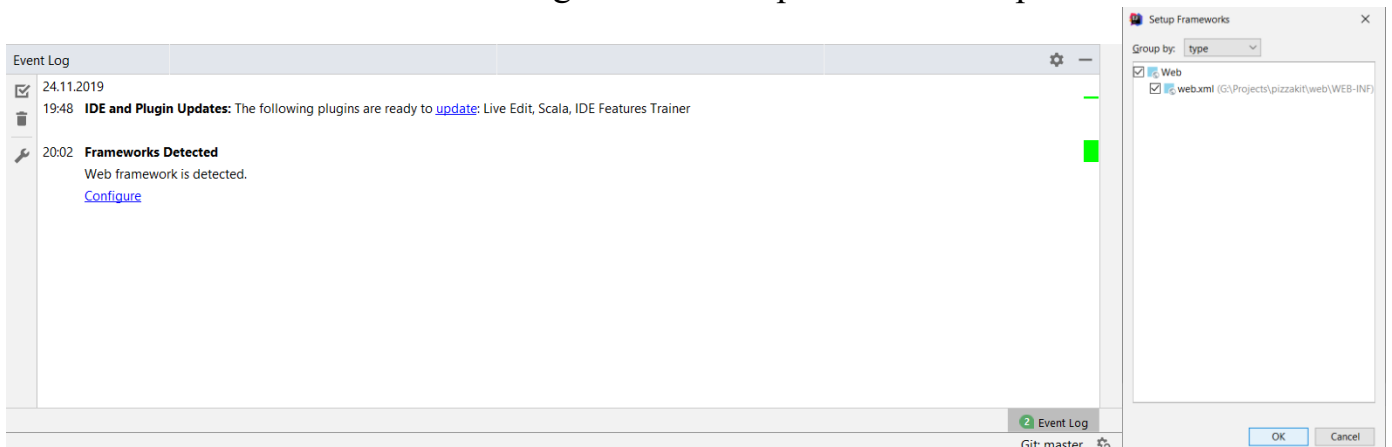 Event Log
24.11.2019
19:48 IDE and Plugin Updates: The following plugins are ready to update: Live Edit, Scala, IDE Features Trainer
20:02 Frameworks Detected
Web framework is detected.
Configure
2 Event Log
Git: master
Setup Frameworks
Group by: type
Web
web.xml (G:\Projects\pizzakit\web\WEB-INF)
OK Cancel